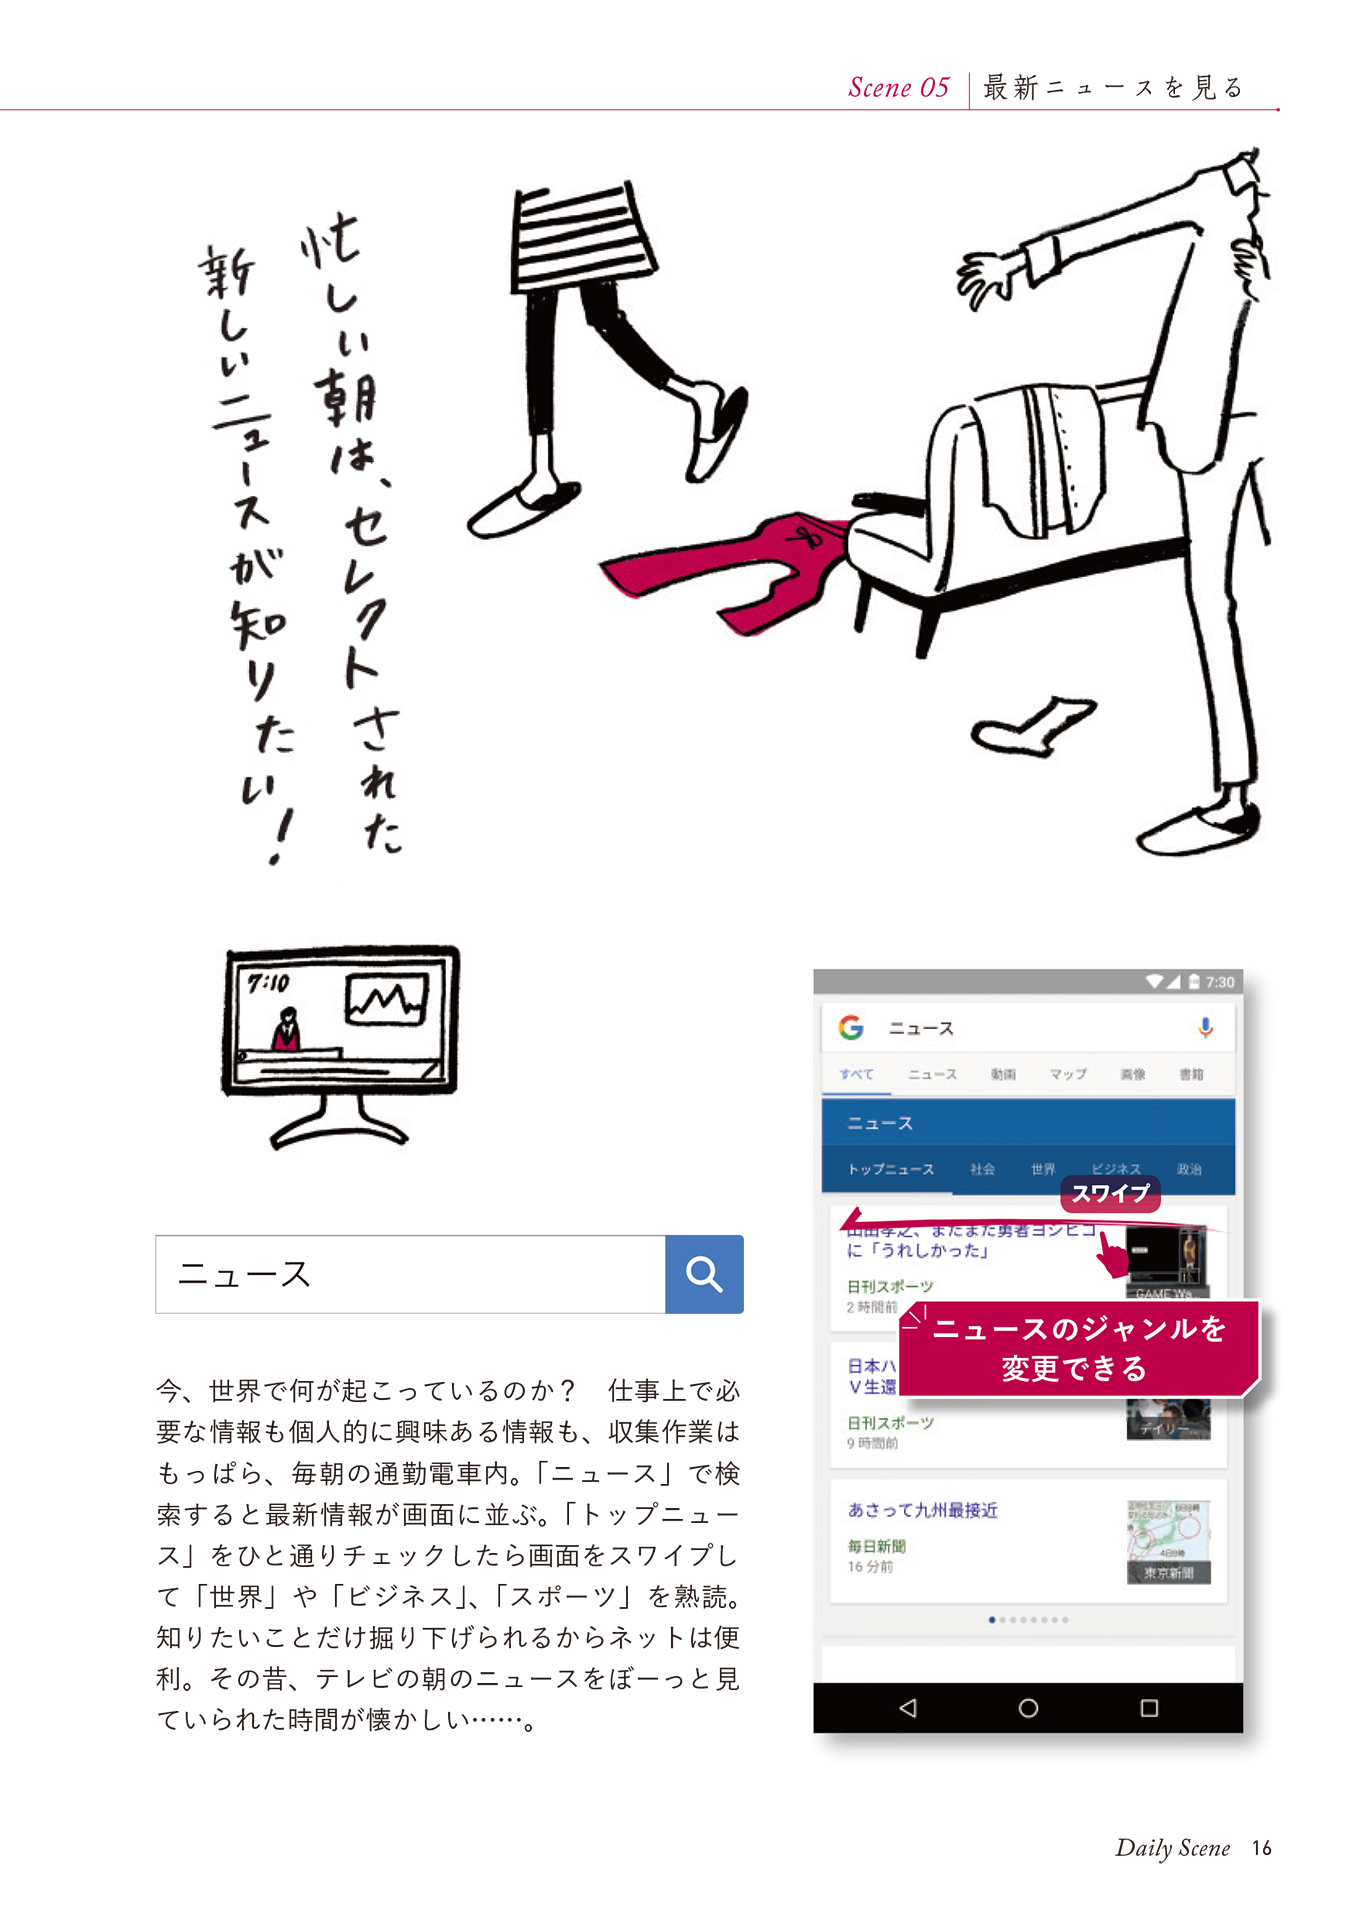 Scene 05
最新ニュースを見る
忙しい朝は、セレクトされた
新しいニュースが知りたい！
7:10
ニュース
今、世界で何が起こっているのか？　仕事上で必
要な情報も個人的に興味ある情報も、収集作業は
もっぱら、毎朝の通勤電車内。「ニュース」で検
索すると最新情報が画面に並ぶ。「トップニュー
ス」をひと通りチェックしたら画面をスワイプし
て「世界」や「ビジネス」、「スポーツ」を熟読。
知りたいことだけ掘り下げられるからネットは便
利。その昔、テレビの朝のニュースをぼーっと見
ていられた時間が懐かしい……。
7:30
ニュース
すべて ニュース 動画 マップ 画像 書籍
ニュース
トップニュース 社会 世界 ビジネス 政治
スワイプ
山田孝之、またまた勇者ヨシヒコ
に「うれしかった」
日刊スポーツ
2 時間前
GAME Wa...
ニュースのジャンルを
変更できる
日本ハ
V生還
日刊スポーツ
9 時間前
デイリー...
あさって九州最接近
毎日新聞
16 分前
東京新聞
Daily Scene 16